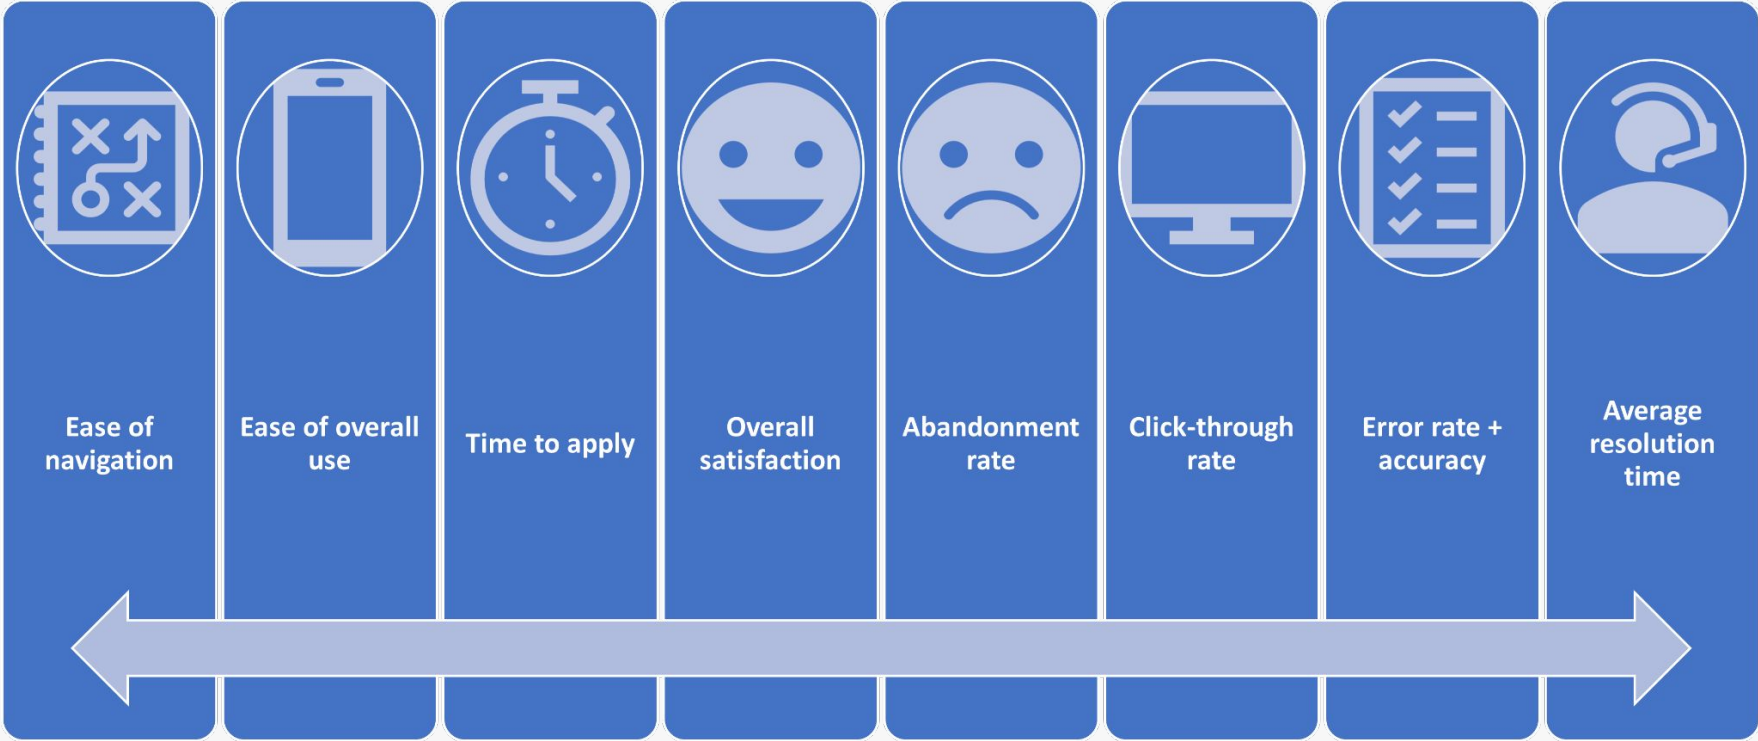 Ease of
navigation
Ease of overall
use
Time to apply
Overall
satisfaction
Abandonment
rate
Click-through
rate
Error rate +
accuracy
Average
resolution
time